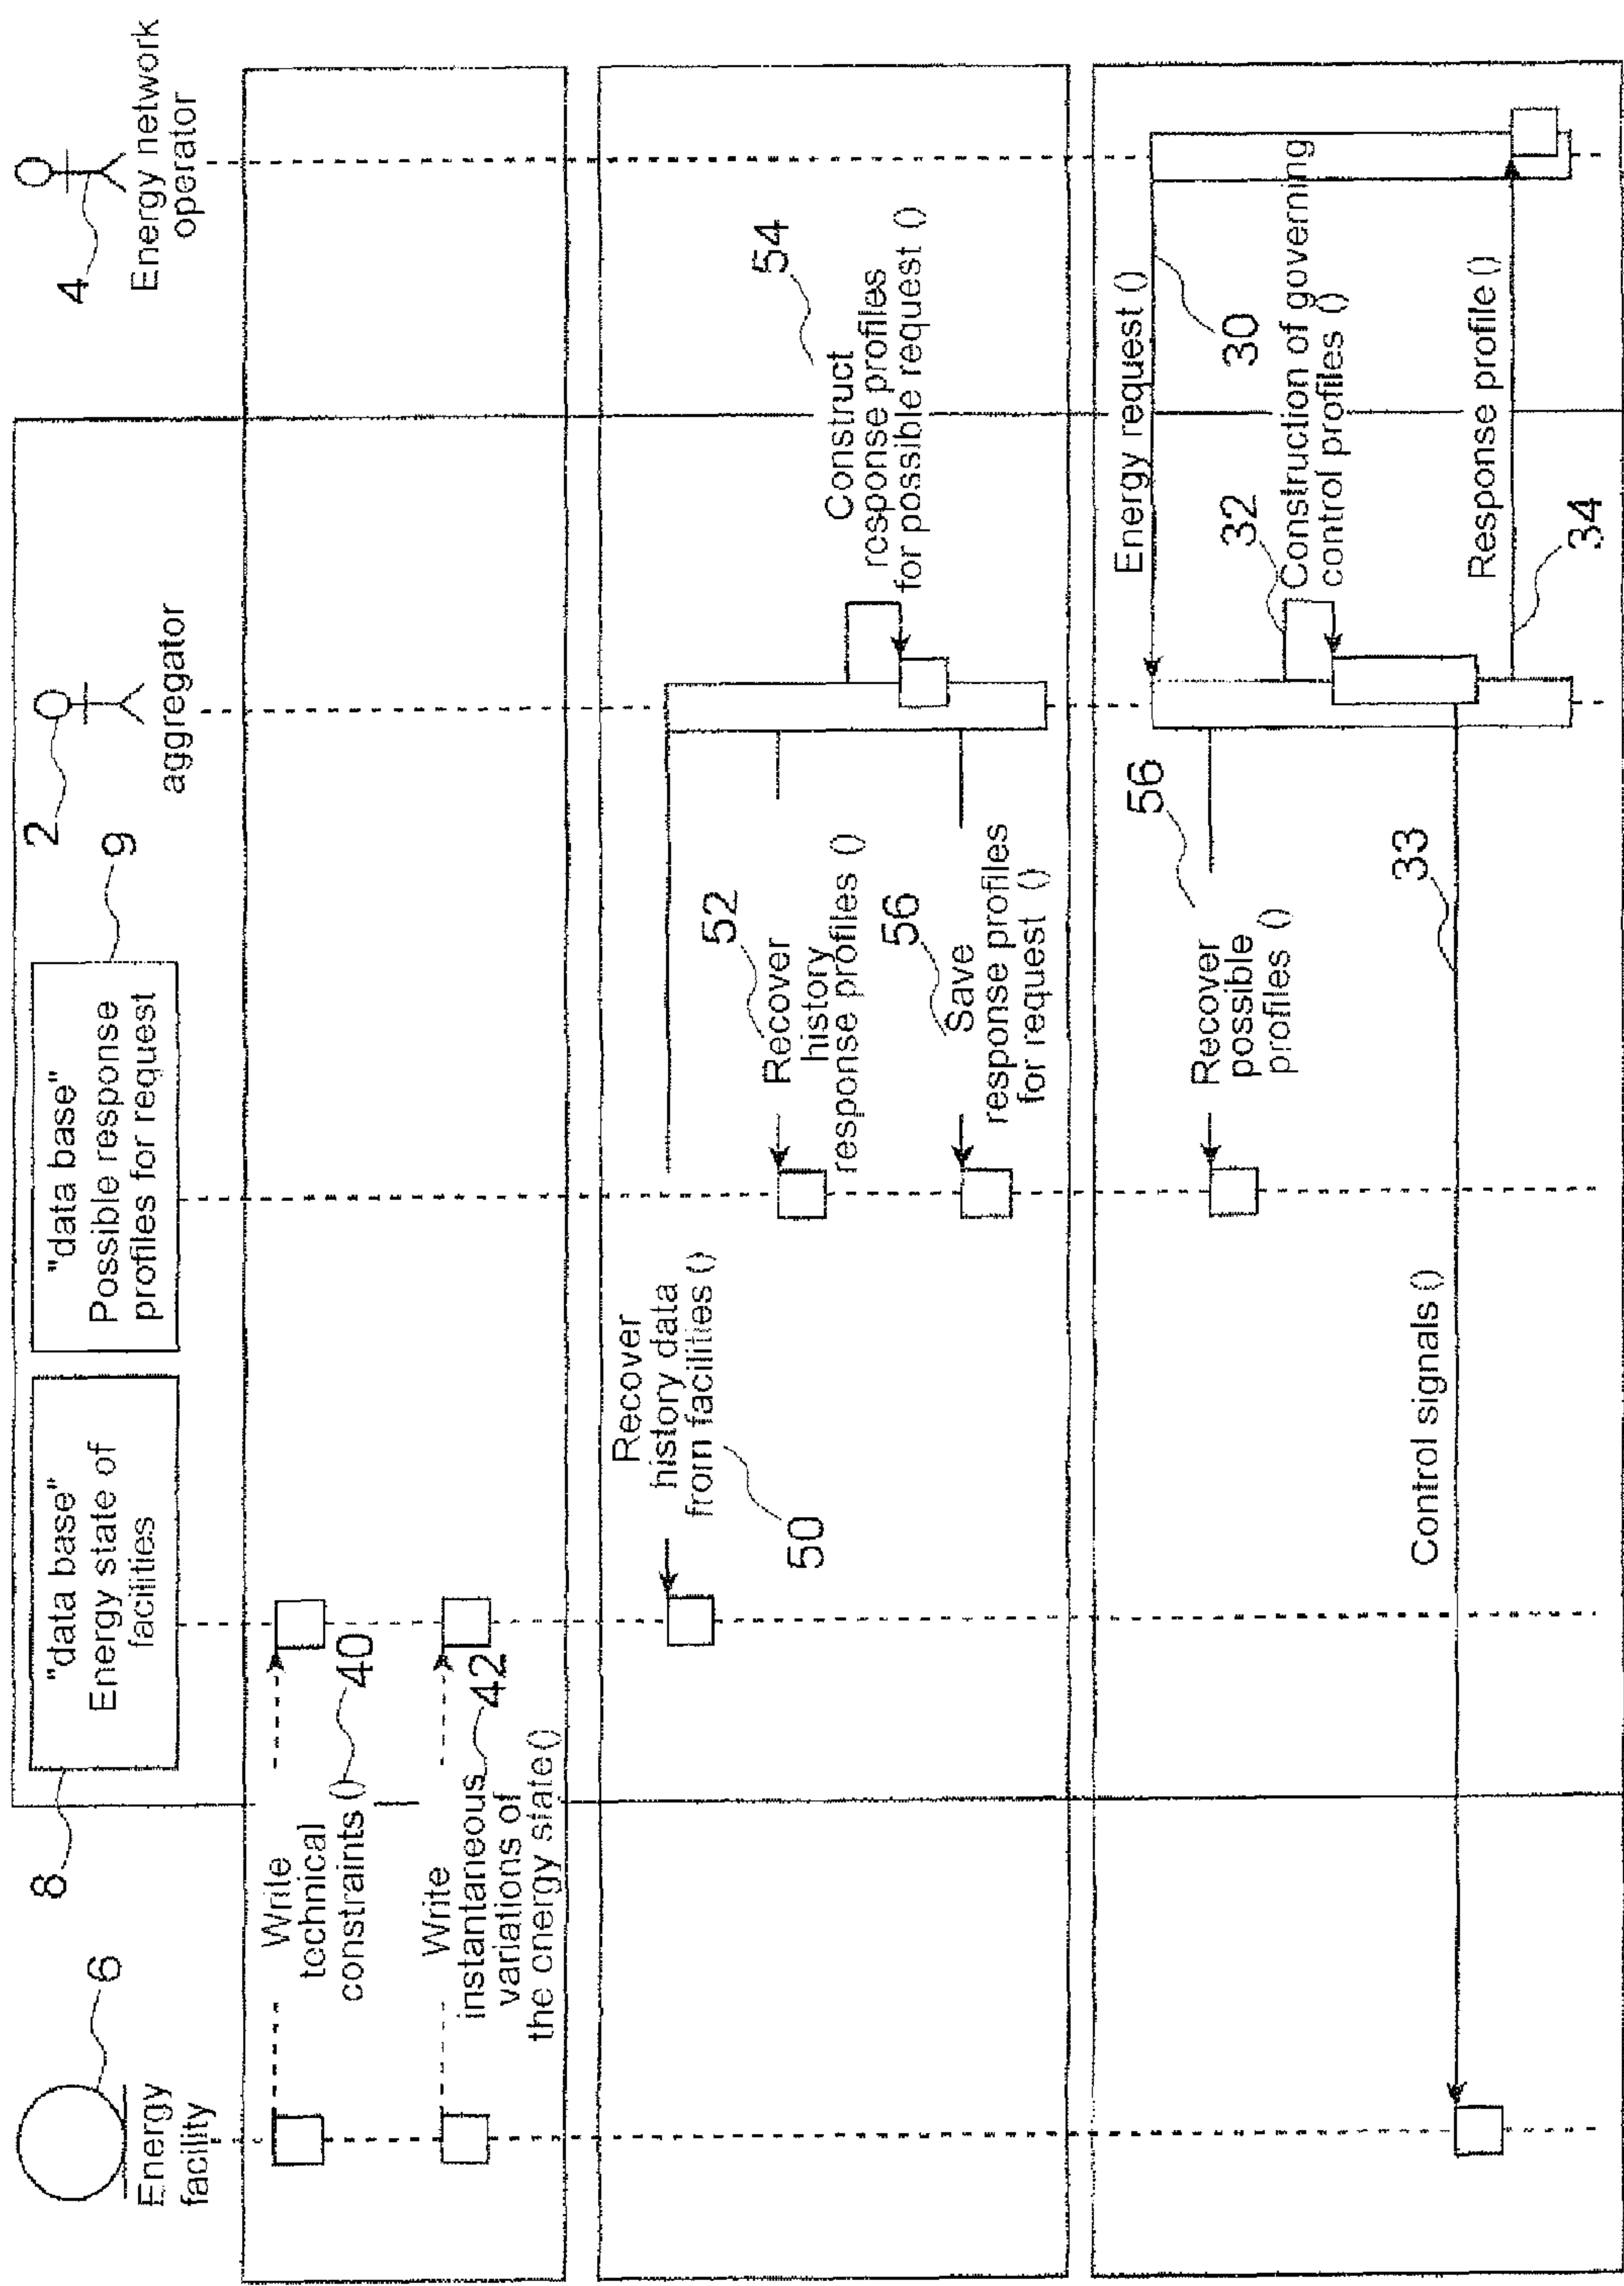 6
Energy
facility
8
"data base"
Energy state of
facilities
"data base"
Possible response
profiles for request
9
2
aggregator
4
Energy network
operator
Write
technical
constraints ()
40
Write
instantaneous
variations of
the energy state ()
42
Recover
history data
from facilities ()
50
52
Recover
history
response profiles ()
Construct
response profiles
for possible request ()
54
56
Save
response profiles
for request ()
Energy request ()
30
56
Recover
possible
profiles ()
32
Construction of governing
control profiles ()
Control signals ()
33
Response profile ()
34